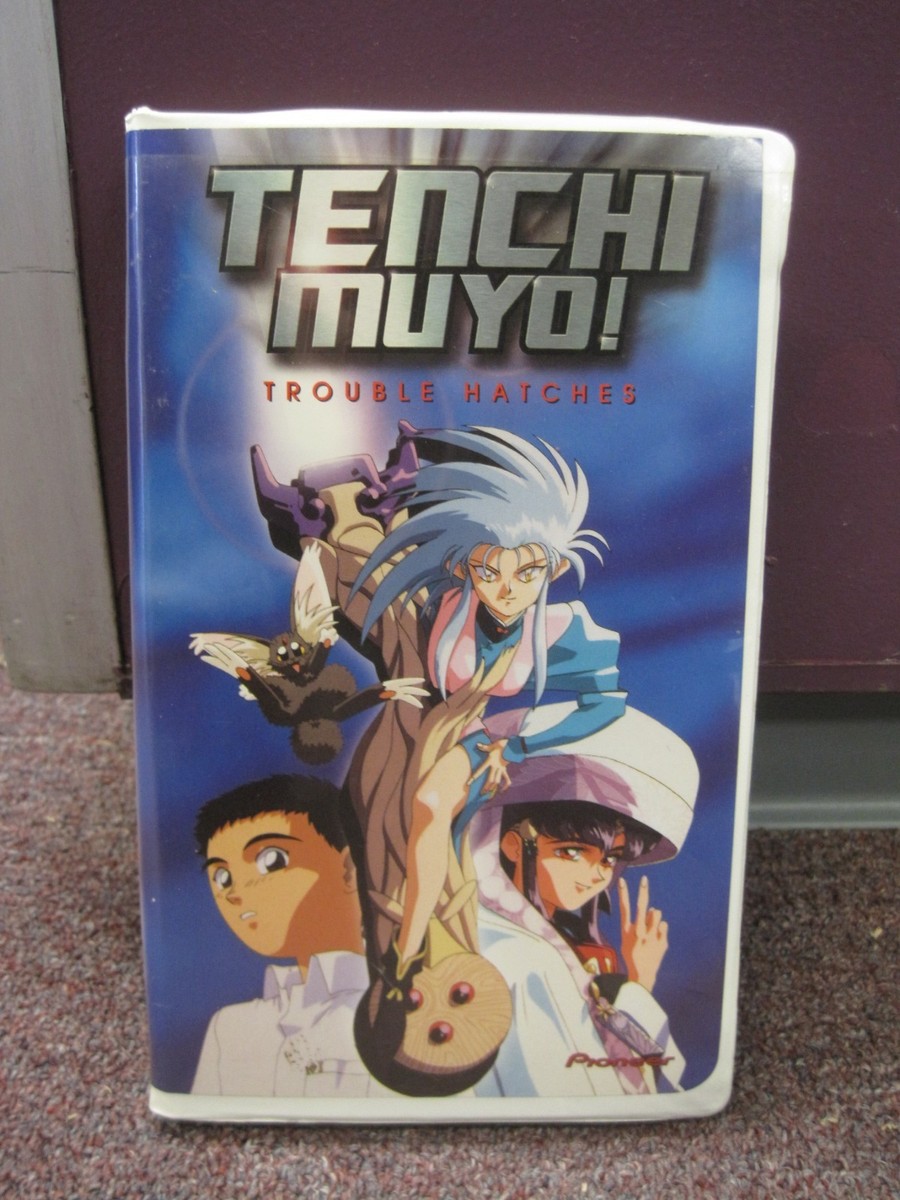 TENCHI
MUYO!
TROUBLE HATCHES
Pioneer